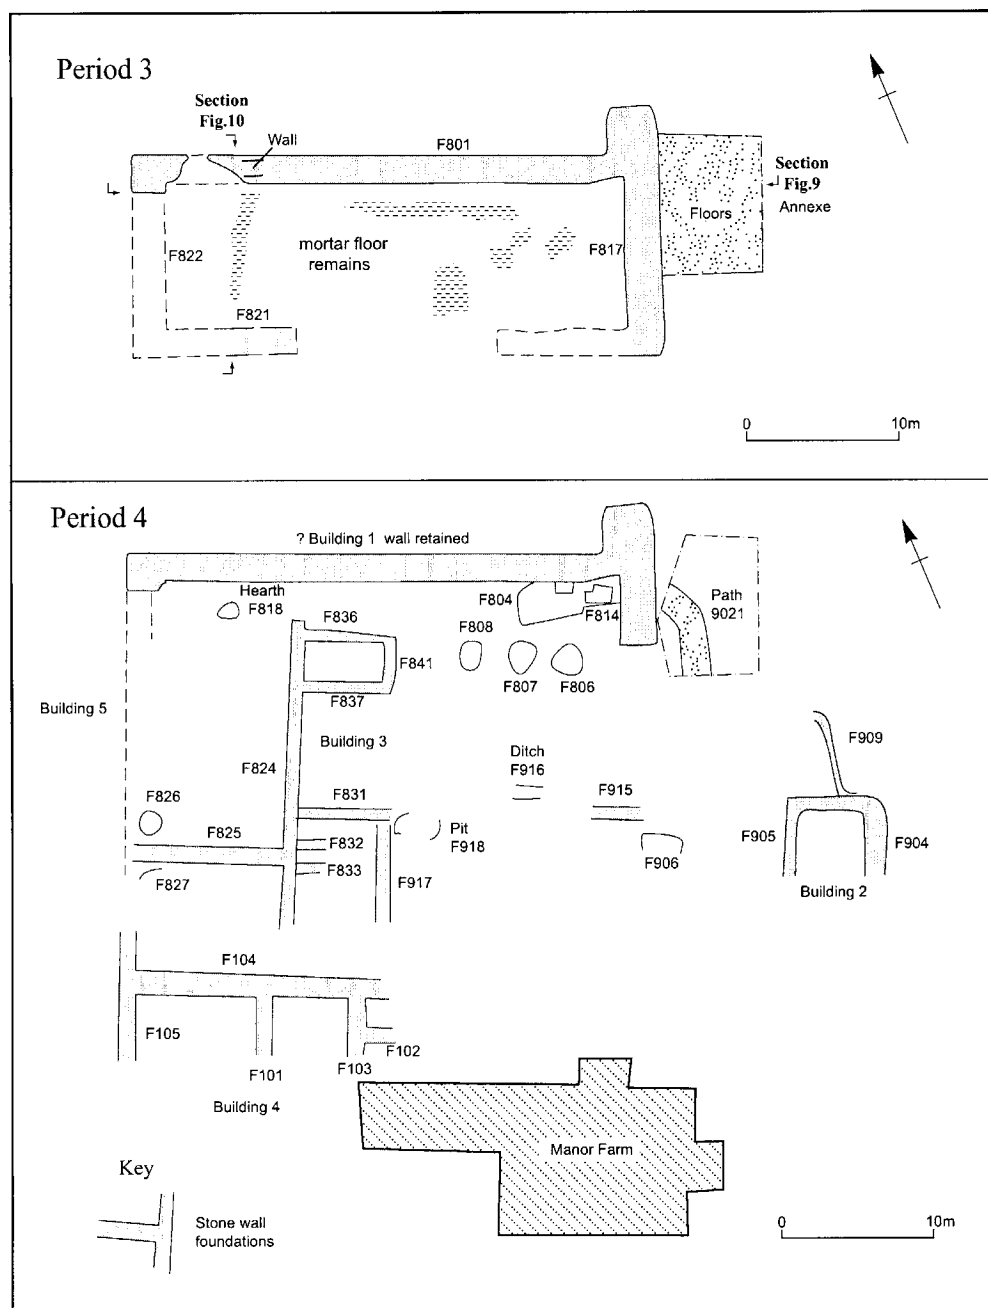 Period 3
Section
Fig.10
Wall
F801
Section
Fig.9
Floors
Annexe
F822
mortar floor
remains
F817
F821
0 10m
Period 4
? Building 1 wall retained
Hearth
F818
F804
F836
F814
Path
9021
F808
F841
F807
F806
F837
Building 5
Building 3
Ditch
F916
F909
F824
F915
F826
F831
F825
Pit
F918
F832
F905
F904
F906
F833
F827
F917
Building 2
F104
F105
F102
F101
F103
Building 4
Manor Farm
Key
Stone wall
foundations
0 10m